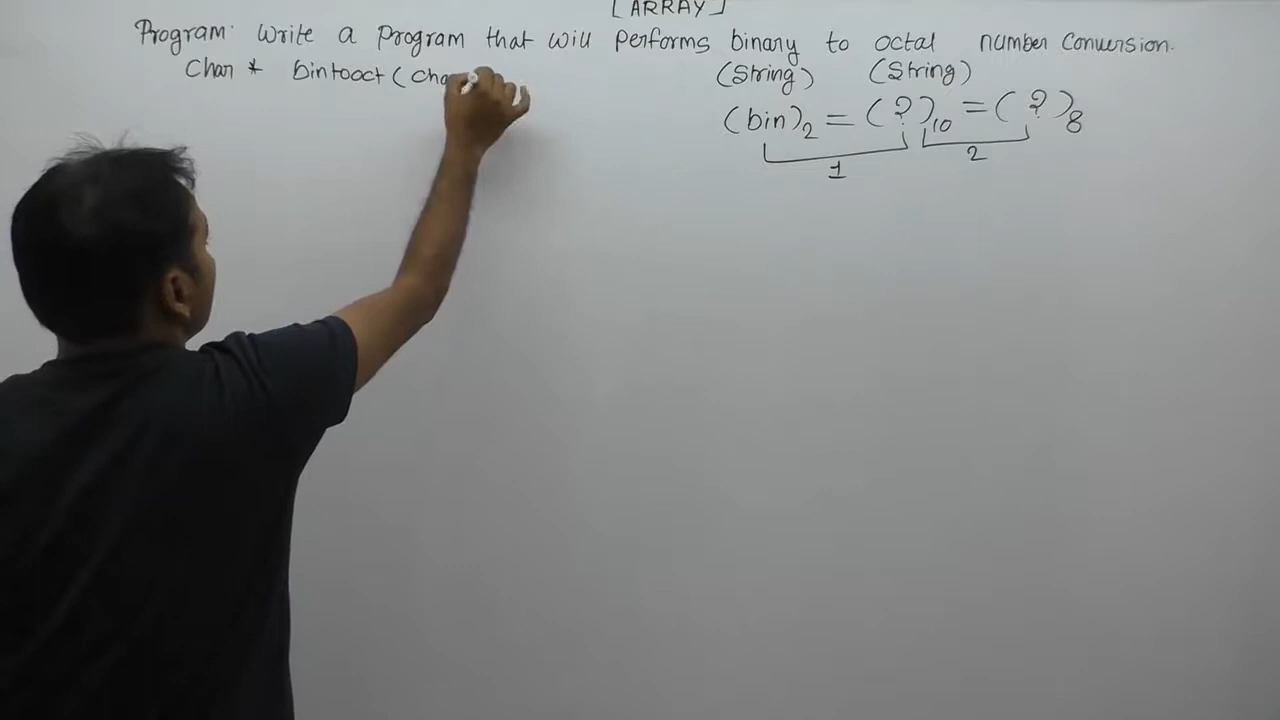 [ARRAY]
Program: Write a Program that will performs binary to octal number Conversion.
Char * bintooct ( Cha (String) (String)
(bin)2 = ( ? )10 = ( ? )8
1 2